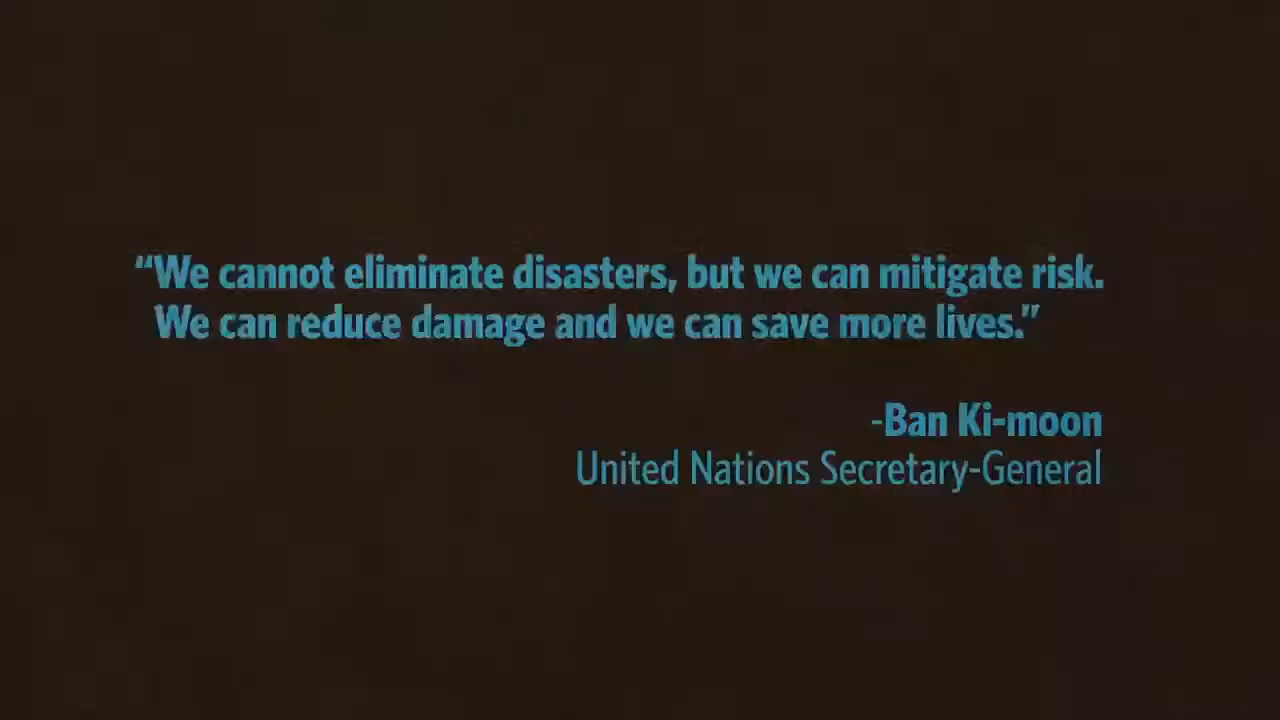 “We cannot eliminate disasters, but we can mitigate risk.
We can reduce damage and we can save more lives.”
-Ban Ki-moon
United Nations Secretary-General